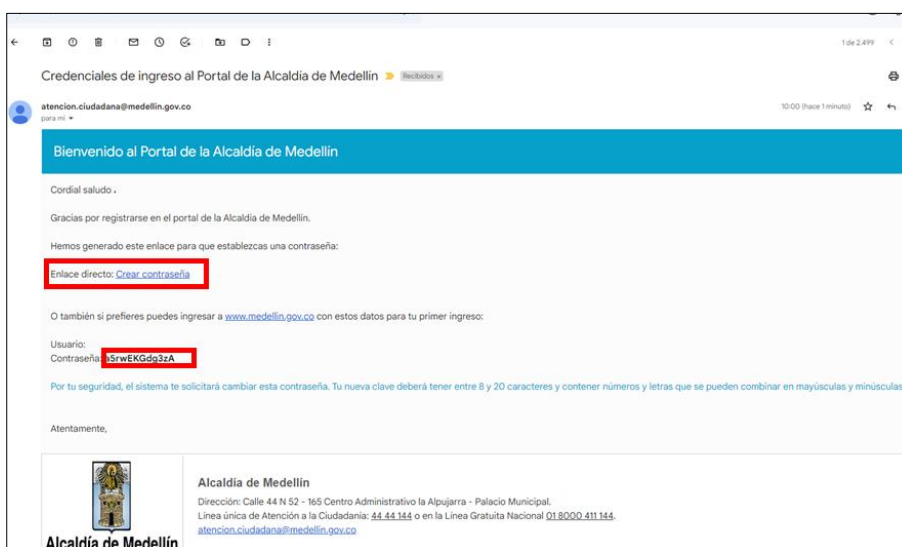 1 de 2.499
Credenciales de ingreso al Portal de la Alcaldía de Medellín Recibidos x
atencion.ciudadana@medellin.gov.co
10:00 (hace 1 minuto)
para mí
Bienvenido al Portal de la Alcaldía de Medellín
Cordial saludo .
Gracias por registrarse en el portal de la Alcaldía de Medellín.
Hemos generado este enlace para que establezcas una contraseña:
Enlace directo: Crear contraseña
O también si prefieres puedes ingresar a www.medellin.gov.co con estos datos para tu primer ingreso:
Usuario:
Contraseña: a5rwEKGdg3zA
Por tu seguridad, el sistema te solicitará cambiar esta contraseña. Tu nueva clave deberá tener entre 8 y 20 caracteres y contener números y letras que se pueden combinar en mayúsculas y minúsculas
Atentamente,
Alcaldía de Medellín
Alcaldía de Medellín
Dirección: Calle 44 N 52 - 165 Centro Administrativo la Alpujarra - Palacio Municipal.
Línea única de Atención a la Ciudadanía: 44 44 144 o en la Línea Gratuita Nacional 01 8000 411 144.
atencion.ciudadana@medellin.gov.co